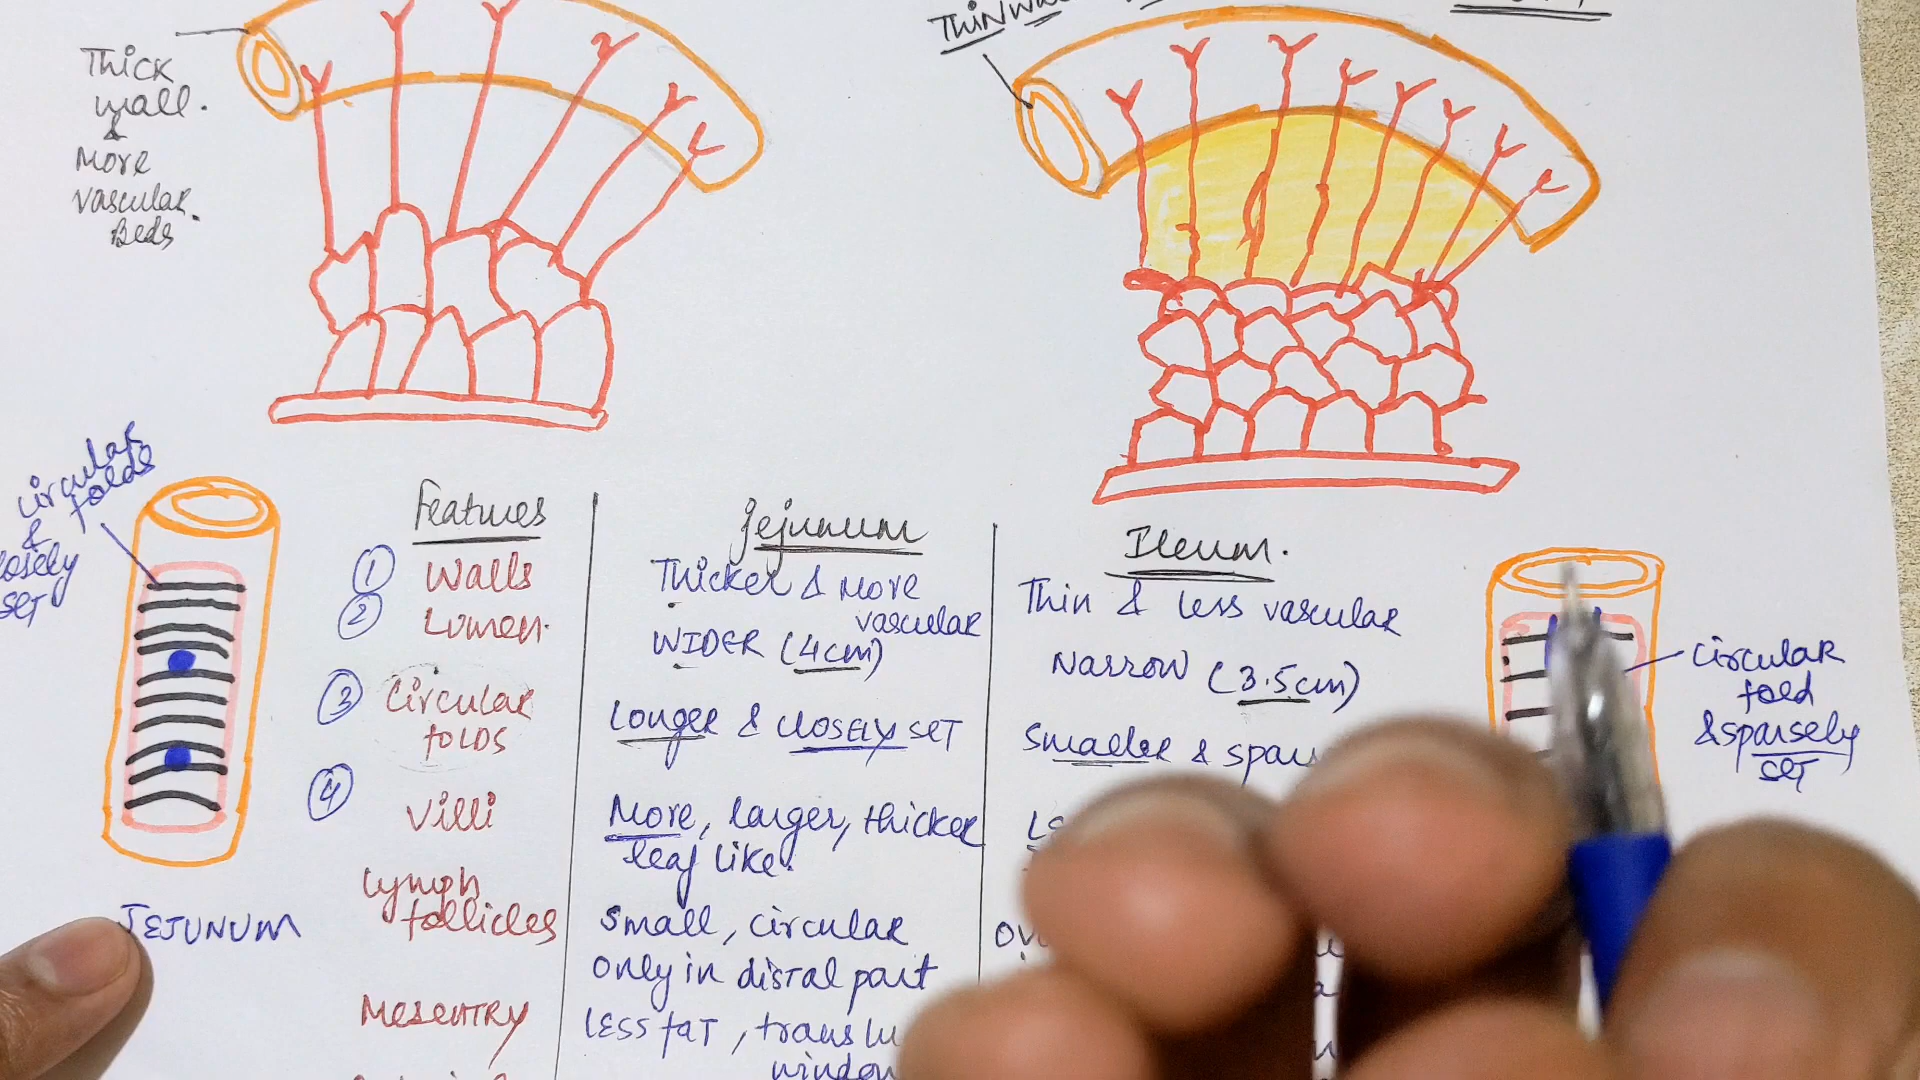 Thick
wall.
&
More
vascular
Beds
Thin
circular
folds
&
closely
set
JEJUNUM
Features
① Walls
② Lumen.
③ Circular
folds
④ Villi
Lymph
follicles
Mesentry
Jejunum
Thicker & more
vascular
WIDER (4cm)
Longer & closely set
More, larger, thicker
leaf like.
Small, circular
only in distal part
Less fat,
window
Ileum.
Thin & less vascular
Narrow (3.5cm)
Smaller &
circular
fold
& sparsely
set